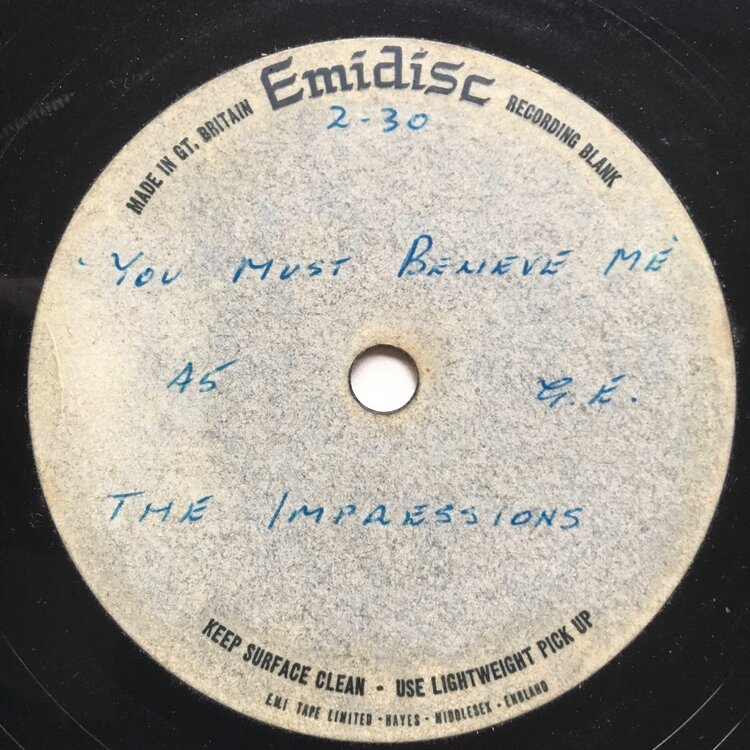 Emidisc
MADE IN GT. BRITAIN
RECORDING BLANK
2-30
'YOU MUST BELIEVE ME'
A5 G.E.
THE IMPRESSIONS
KEEP SURFACE CLEAN - USE LIGHTWEIGHT PICK UP
E.M.I TAPE LIMITED - HAYES - MIDDLESEX - ENGLAND